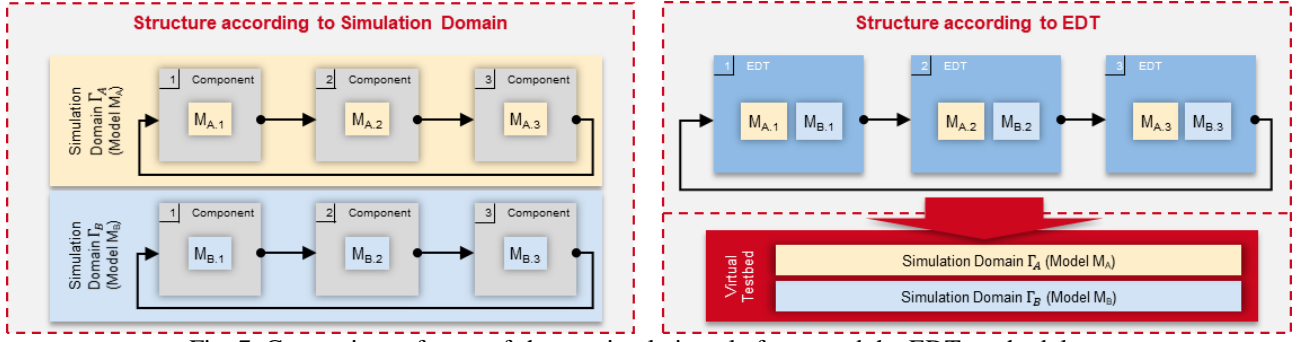 Structure according to Simulation Domain
Simulation
Domain Γ_A
(Model M_A)
1 Component
M_A.1
2 Component
M_A.2
3 Component
M_A.3
Simulation
Domain Γ_B
(Model M_B)
1 Component
M_B.1
2 Component
M_B.2
3 Component
M_B.3
Structure according to EDT
1 EDT
M_A.1 M_B.1
2 EDT
M_A.2 M_B.2
3 EDT
M_A.3 M_B.3
Virtual
Testbed
Simulation Domain Γ_A (Model M_A)
Simulation Domain Γ_B (Model M_B)